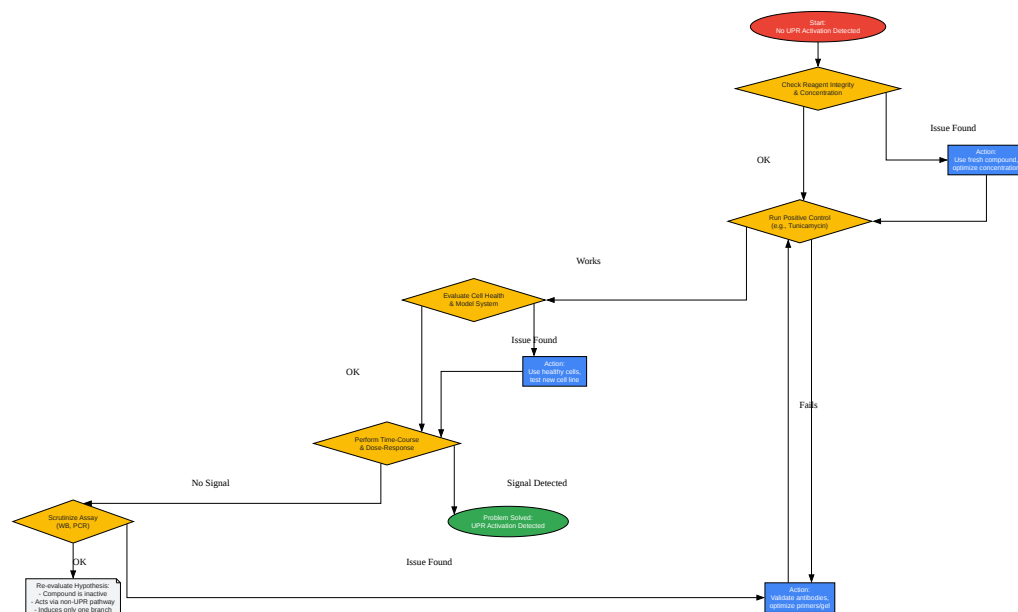 Start:
No UPR Activation Detected
Check Reagent Integrity
& Concentration
Issue Found
Action:
Use fresh compound,
optimize concentration
OK
Run Positive Control
(e.g., Tunicamycin)
Works
Evaluate Cell Health
& Model System
Issue Found
Action:
Use healthy cells,
test new cell line
OK
Fails
Perform Time-Course
& Dose-Response
No Signal
Signal Detected
Scrutinize Assay
(WB, PCR)
Problem Solved:
UPR Activation Detected
OK
Issue Found
Re-evaluate Hypothesis:
- Compound is inactive
- Acts via non-UPR pathway
- Induces only one branch
Action:
Validate antibodies,
optimize primers/gel